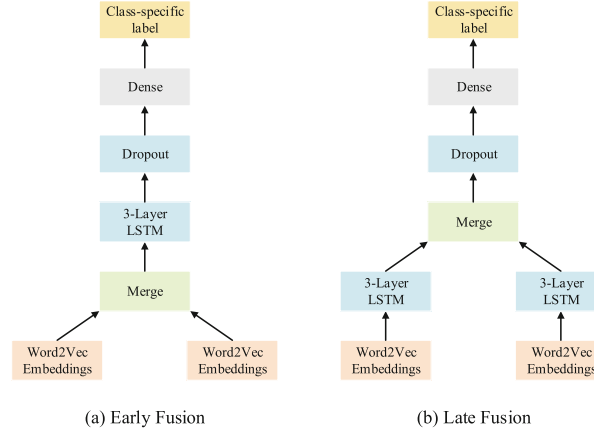 Class-specific
label
Dense
Dropout
3-Layer
LSTM
Merge
Word2Vec
Embeddings
Word2Vec
Embeddings
(a) Early Fusion
Class-specific
label
Dense
Dropout
Merge
3-Layer
LSTM
3-Layer
LSTM
Word2Vec
Embeddings
Word2Vec
Embeddings
(b) Late Fusion